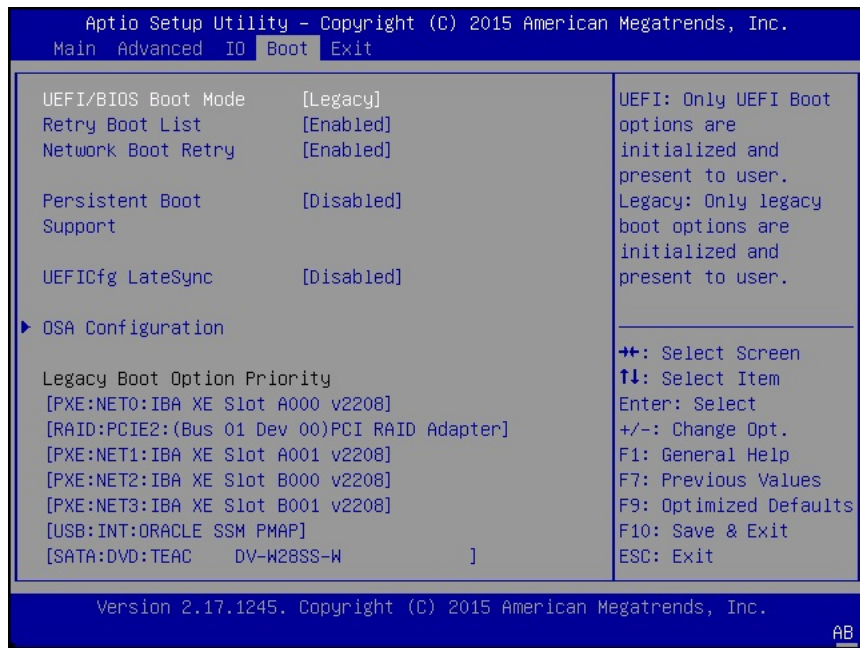 Aptio Setup Utility – Copyright (C) 2015 American Megatrends, Inc.
Main Advanced IO Boot Exit
UEFI/BIOS Boot Mode [Legacy]
Retry Boot List [Enabled]
Network Boot Retry [Enabled]
Persistent Boot [Disabled]
Support
UEFICfg LateSync [Disabled]
OSA Configuration
Legacy Boot Option Priority
[PXE:NET0:IBA XE Slot A000 v2208]
[RAID:PCIE2:(Bus 01 Dev 00)PCI RAID Adapter]
[PXE:NET1:IBA XE Slot A001 v2208]
[PXE:NET2:IBA XE Slot B000 v2208]
[PXE:NET3:IBA XE Slot B001 v2208]
[USB:INT:ORACLE SSM PMAP]
[SATA:DVD:TEAC DV-W28SS-W ]
UEFI: Only UEFI Boot
options are
initialized and
present to user.
Legacy: Only legacy
boot options are
initialized and
present to user.
→←: Select Screen
↑↓: Select Item
Enter: Select
+/-: Change Opt.
F1: General Help
F7: Previous Values
F9: Optimized Defaults
F10: Save & Exit
ESC: Exit
Version 2.17.1245. Copyright (C) 2015 American Megatrends, Inc.
AB